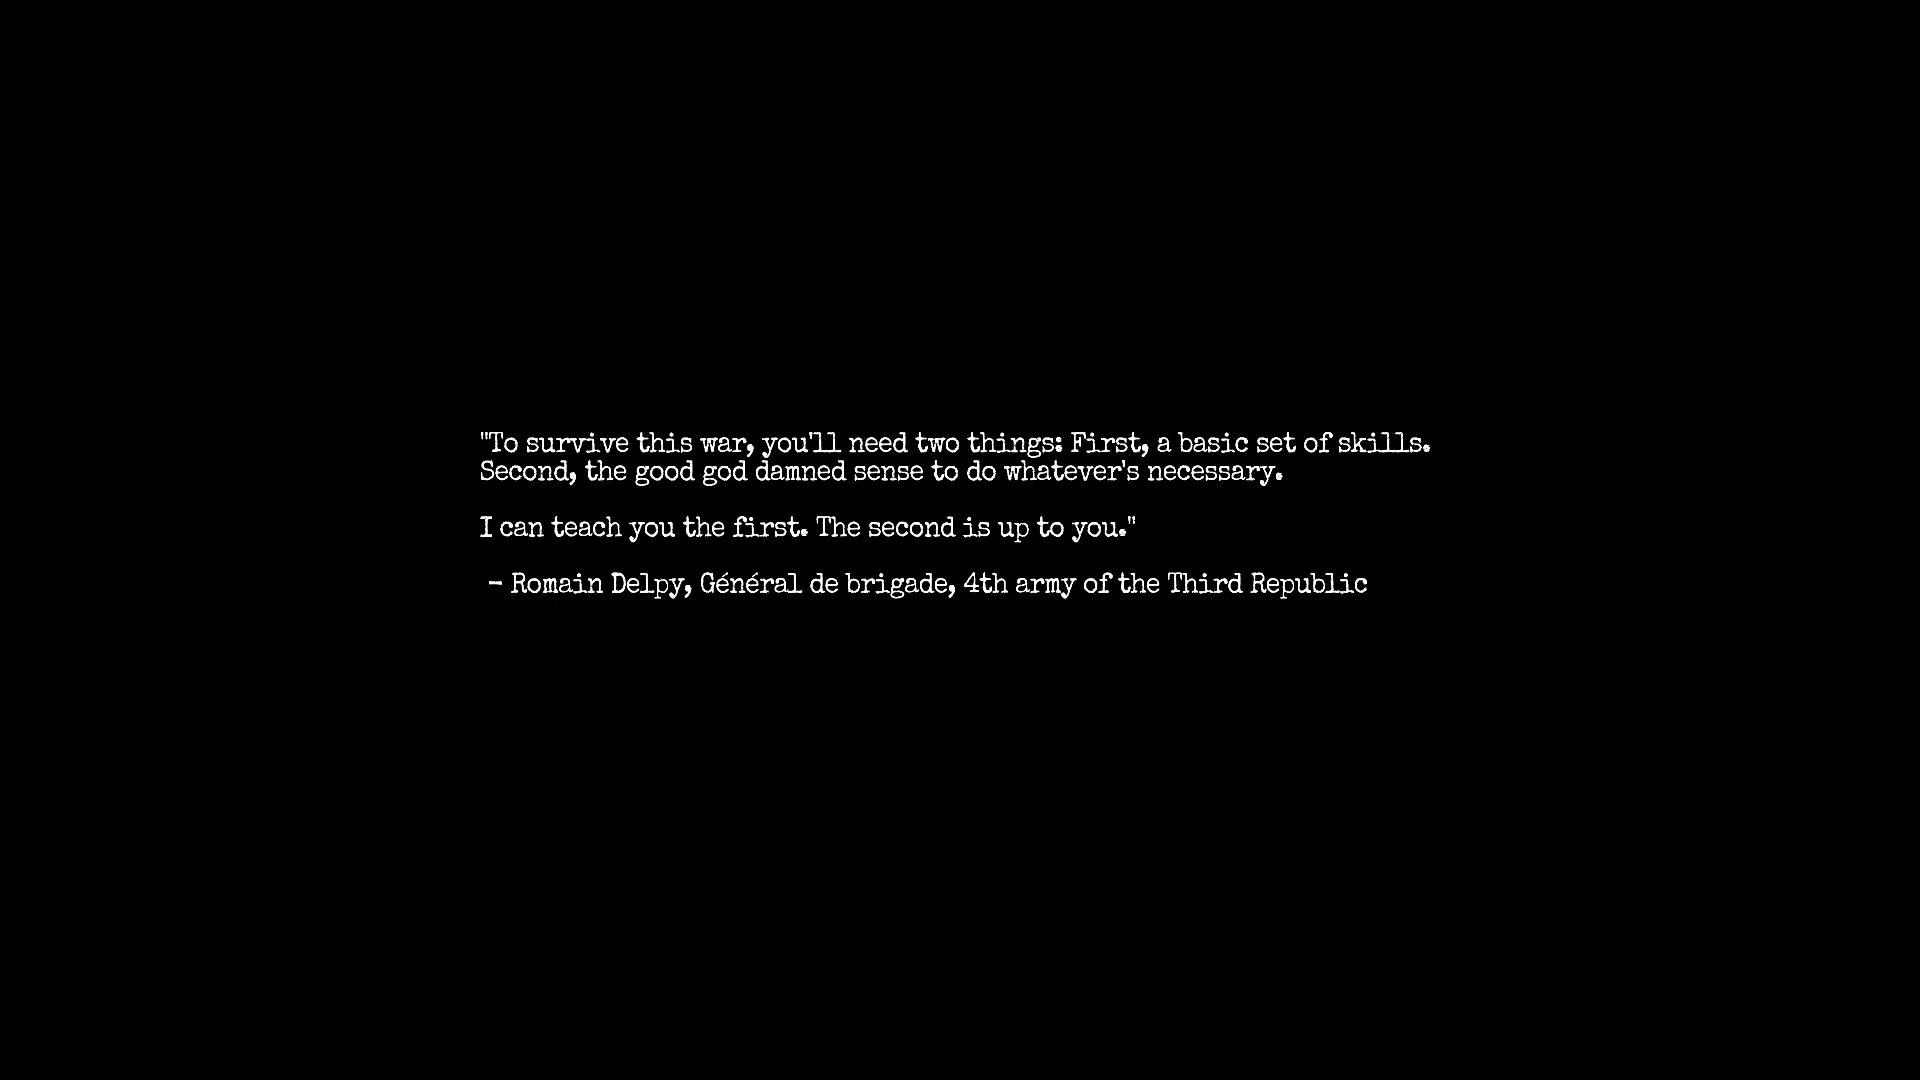 "To survive this war, you'll need two things: First, a basic set of skills.
Second, the good god damned sense to do whatever's necessary.
I can teach you the first. The second is up to you."
- Romain Delpy, Général de brigade, 4th army of the Third Republic